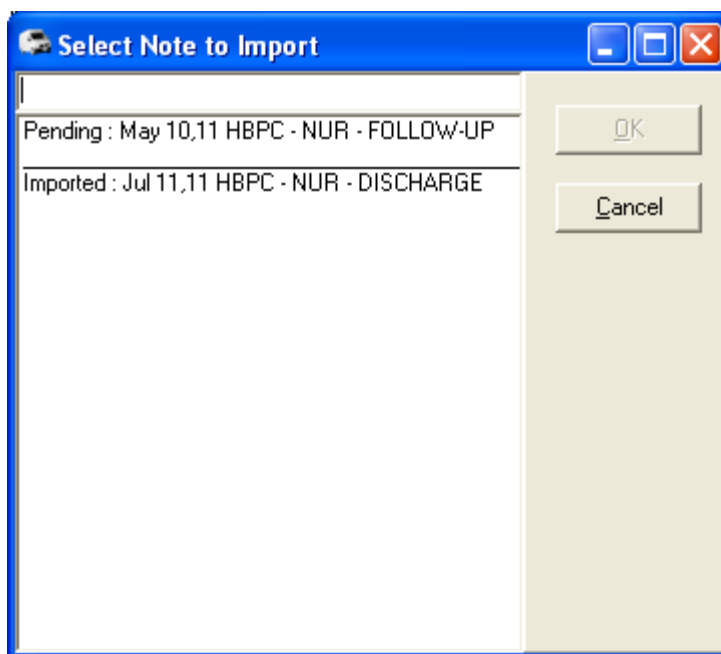 Select Note to Import
Pending : May 10,11 HBPC - NUR - FOLLOW-UP
OK
Imported : Jul 11,11 HBPC - NUR - DISCHARGE
Cancel